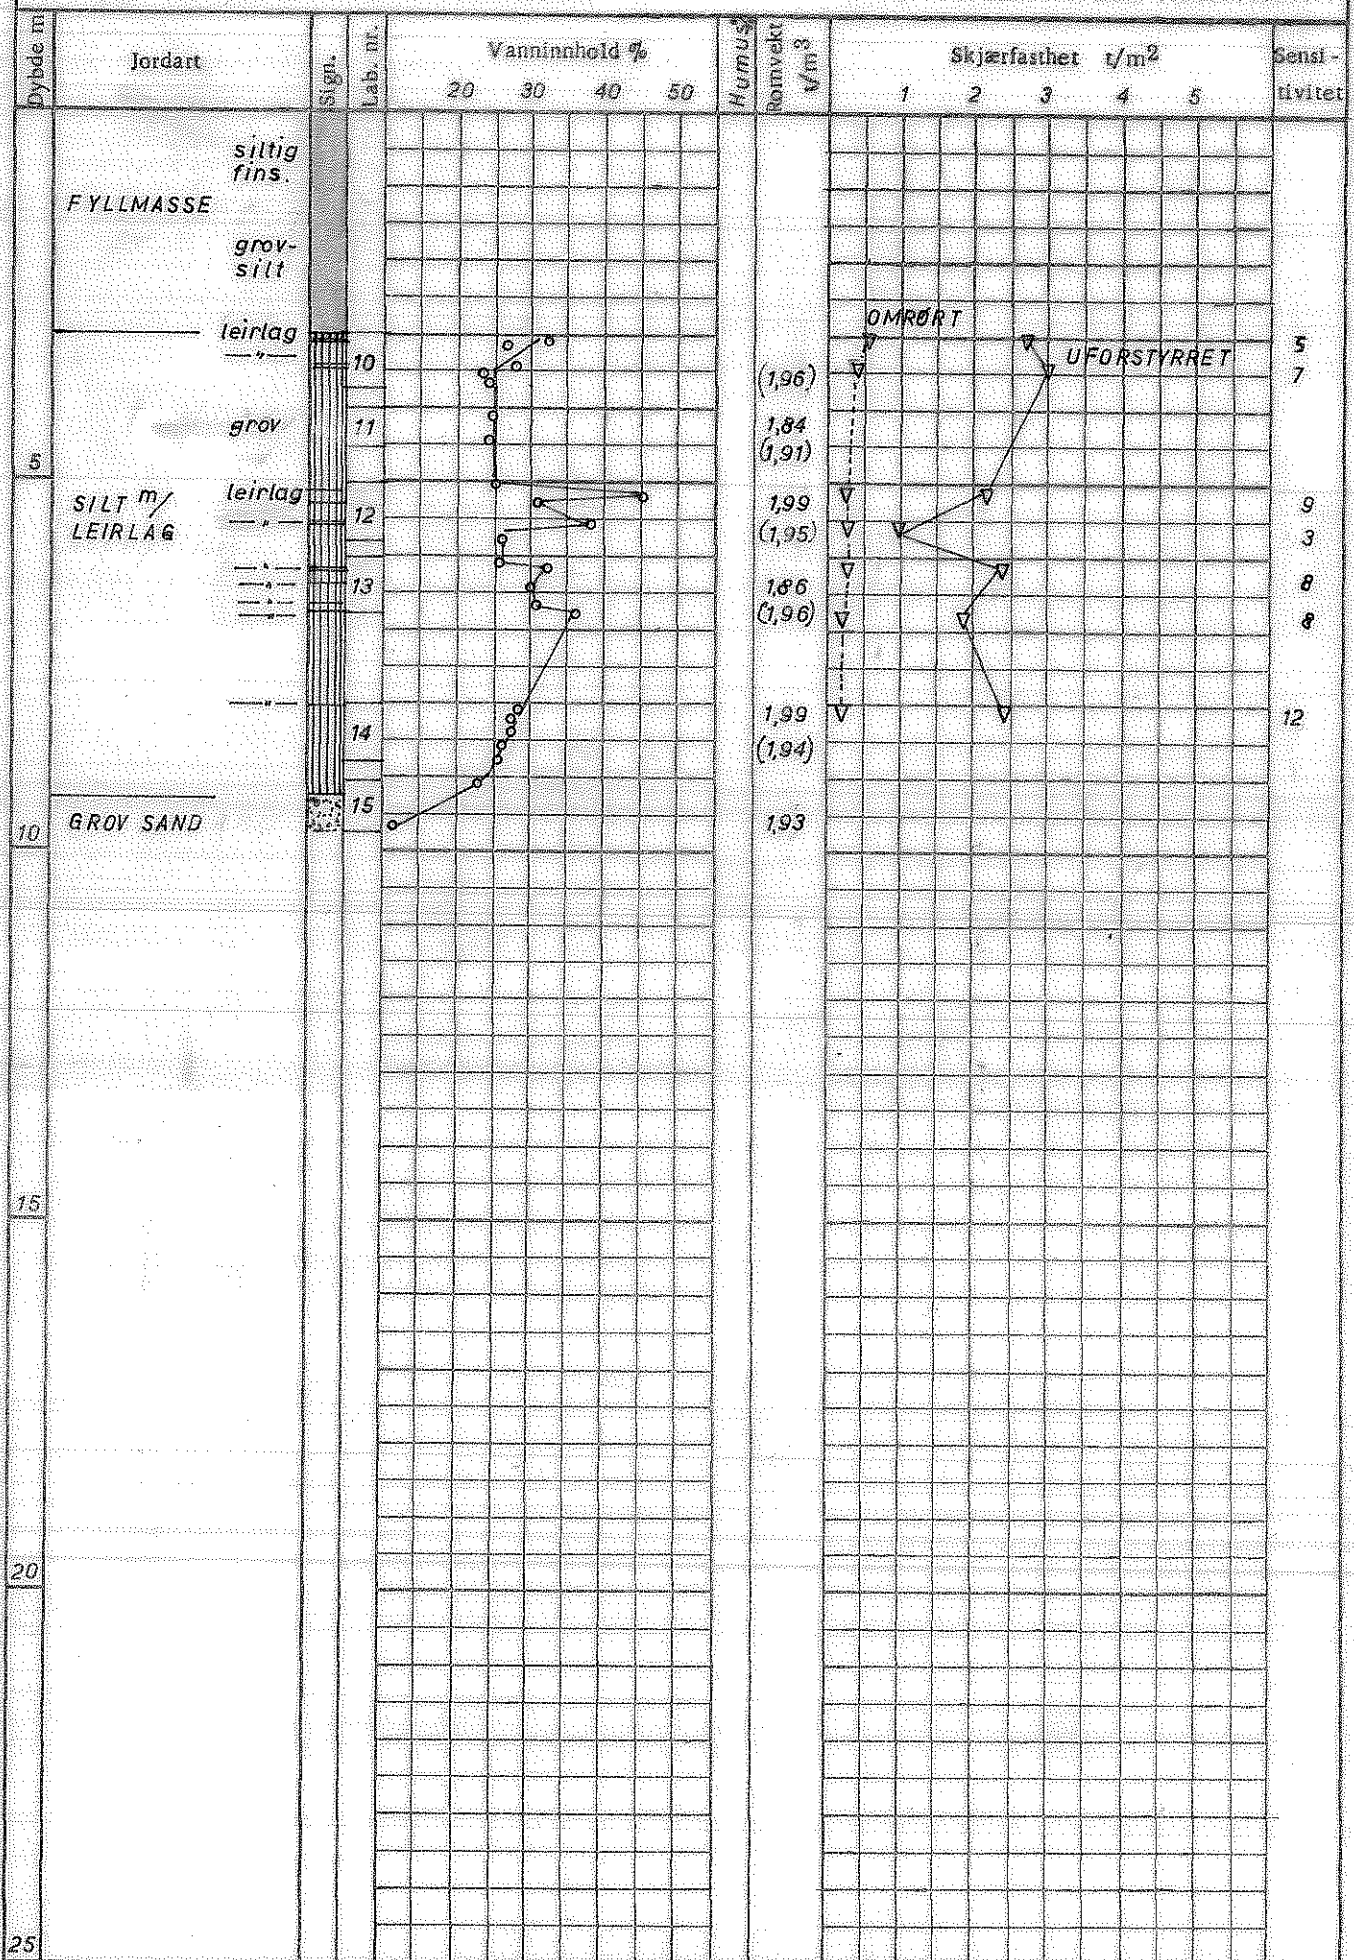 Dybde m
Jordart
Sign.
Lab. nr.
Vanninnhold %
20 30 40 50
Humus
Romvekt t/m³
Skjærfasthet t/m²
1 2 3 4 5
Sensi-
tivitet
siltig
fins.
FYLLMASSE
grov-
silt
OMRØRT
leirlag 5
UFORSTYRRET
—"— 10 (1,96) 7
grov 11 1,84
(1,91)
5
SILT m/ leirlag 1,99 9
LEIRLAG —"— 12 (1,95) 3
—"—
—"— 13 1,86 8
—"— (1,96) 8
—"—
—"— 1,99 12
14 (1,94)
15
10 GROV SAND 1,93
15
20
25